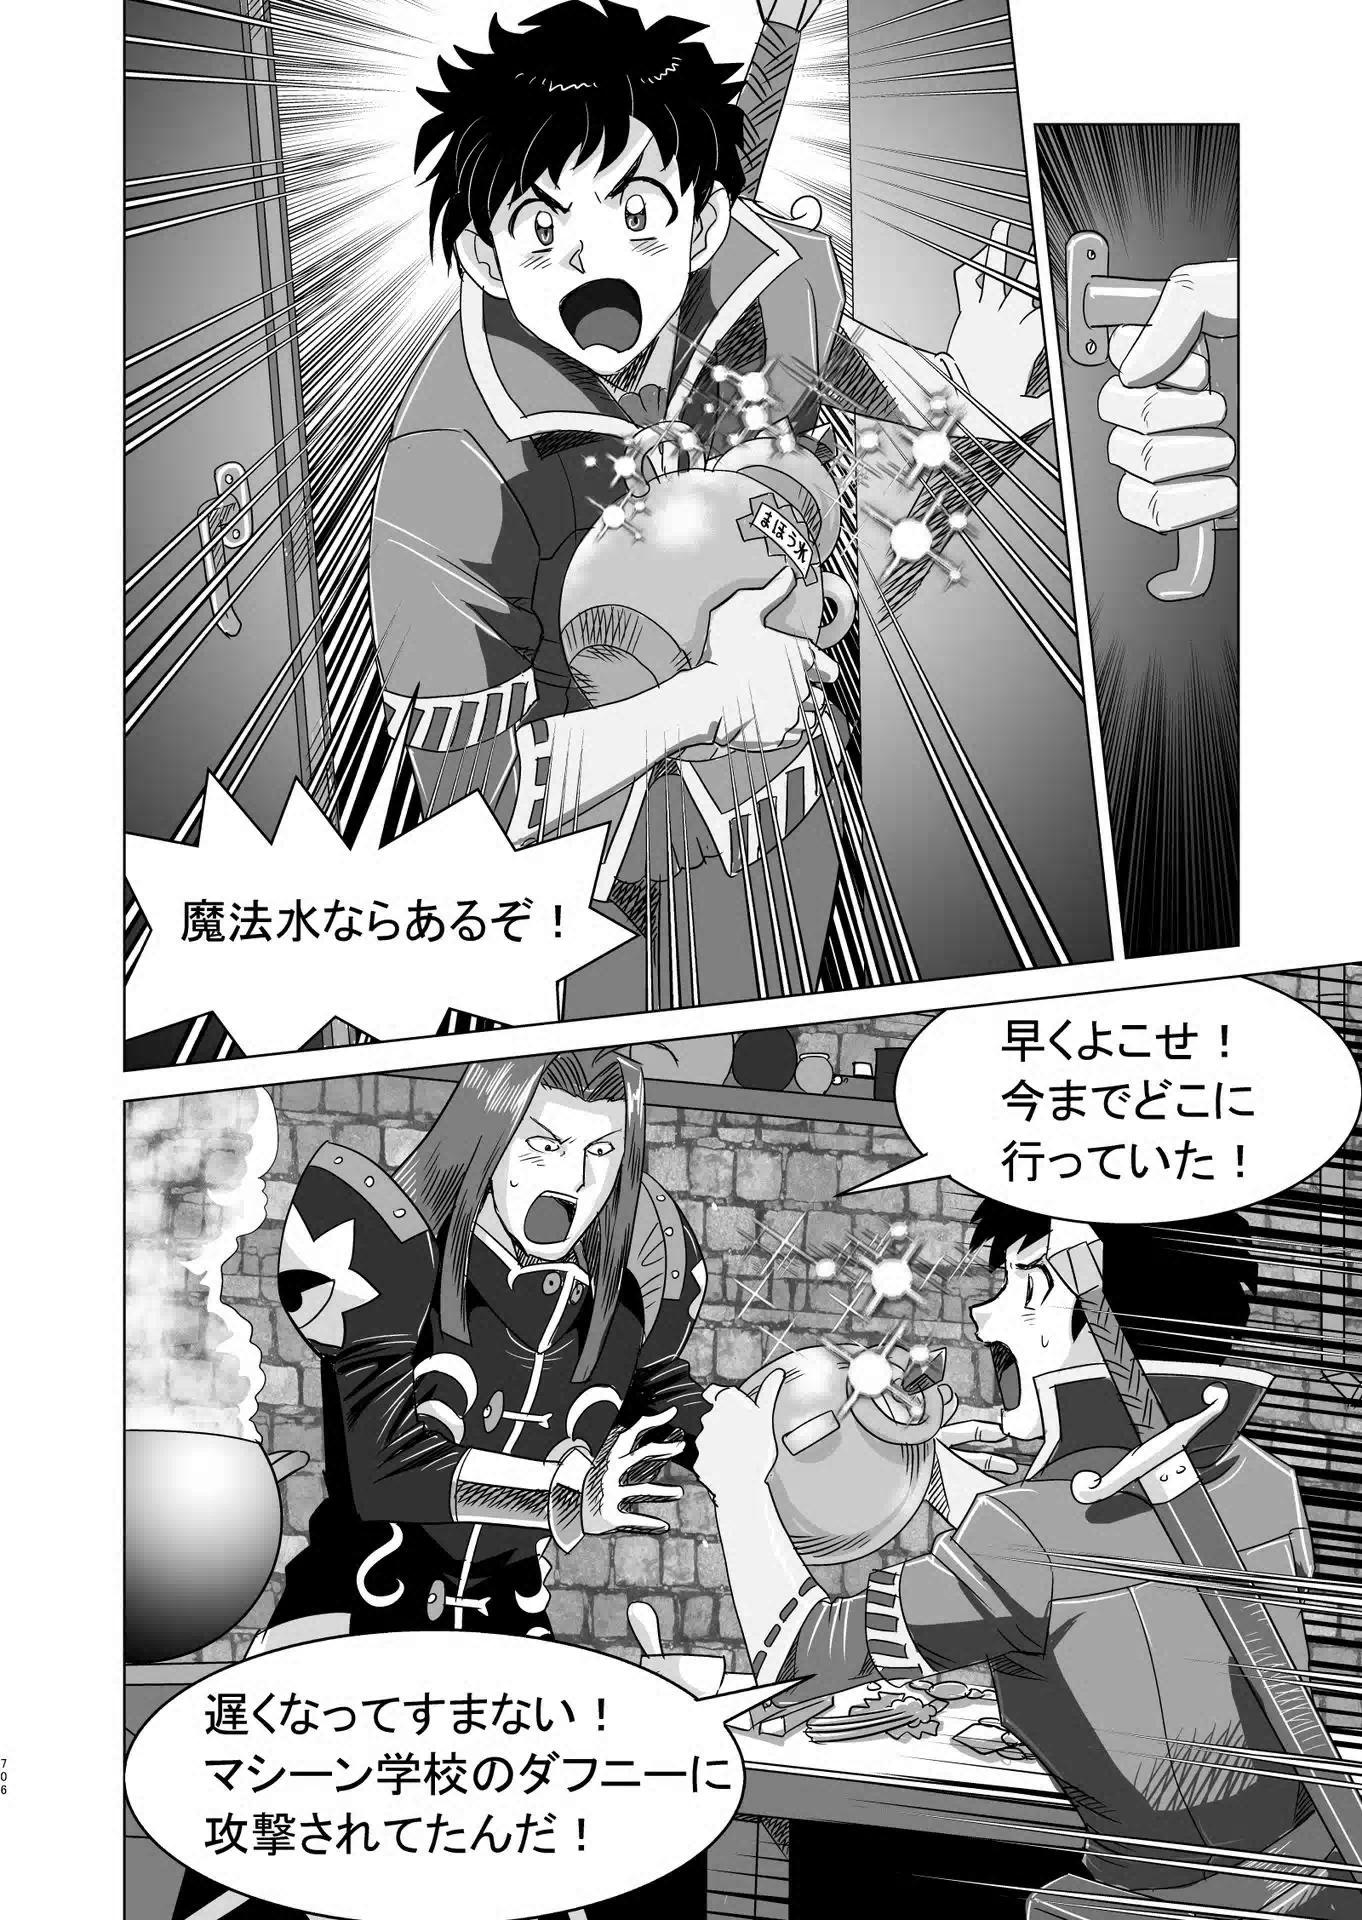 まほう水
魔法水ならあるぞ！
早くよこせ！
今までどこに
行っていた！
遅くなってすまない！
マシーン学校のダフニーに
攻撃されてたんだ！
706